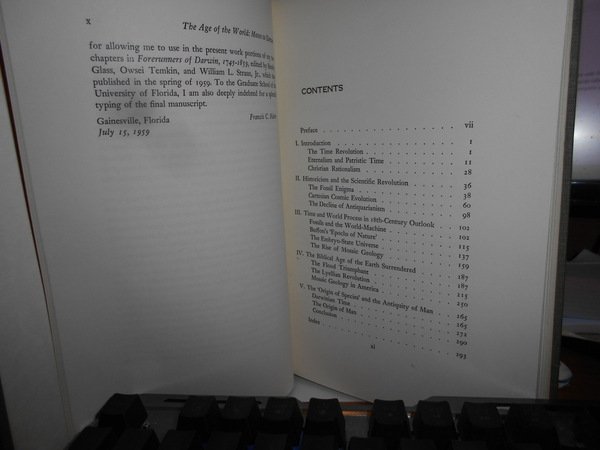 x The Age of the World: Moses to
for allowing me to use in the present work portions of my
chapters in Forerunners of Darwin, 1745-1859, edited by
Glass, Owsei Temkin, and William L. Straus, Jr., which
published in the spring of 1959. To the Graduate School of
University of Florida, I am also deeply indebted for a
typing of the final manuscript.
Gainesville, Florida Francis C.
July 15, 1959
CONTENTS
Preface vii
I. Introduction 1
The Time Revolution 1
Eternalism and Patristic Time 11
Christian Rationalism 28
II. Historicism and the Scientific Revolution 36
The Fossil Enigma 38
Cartesian Cosmic Evolution 60
The Decline of Antiquarianism 98
III. Time and World Process in 18th-Century Outlook 102
Fossils and the World-Machine 102
Buffon's 'Epochs of Nature' 115
The Embryo-State Universe 137
The Rise of Mosaic Geology 159
IV. The Biblical Age of the Earth Surrendered 187
The Flood Triumphant 187
The Lyellian Revolution 215
Mosaic Geology in America 250
V. The 'Origin of Species' and the Antiquity of Man 265
Darwinian Time 265
The Origin of Man 272
Conclusion 290
Index 293
xi